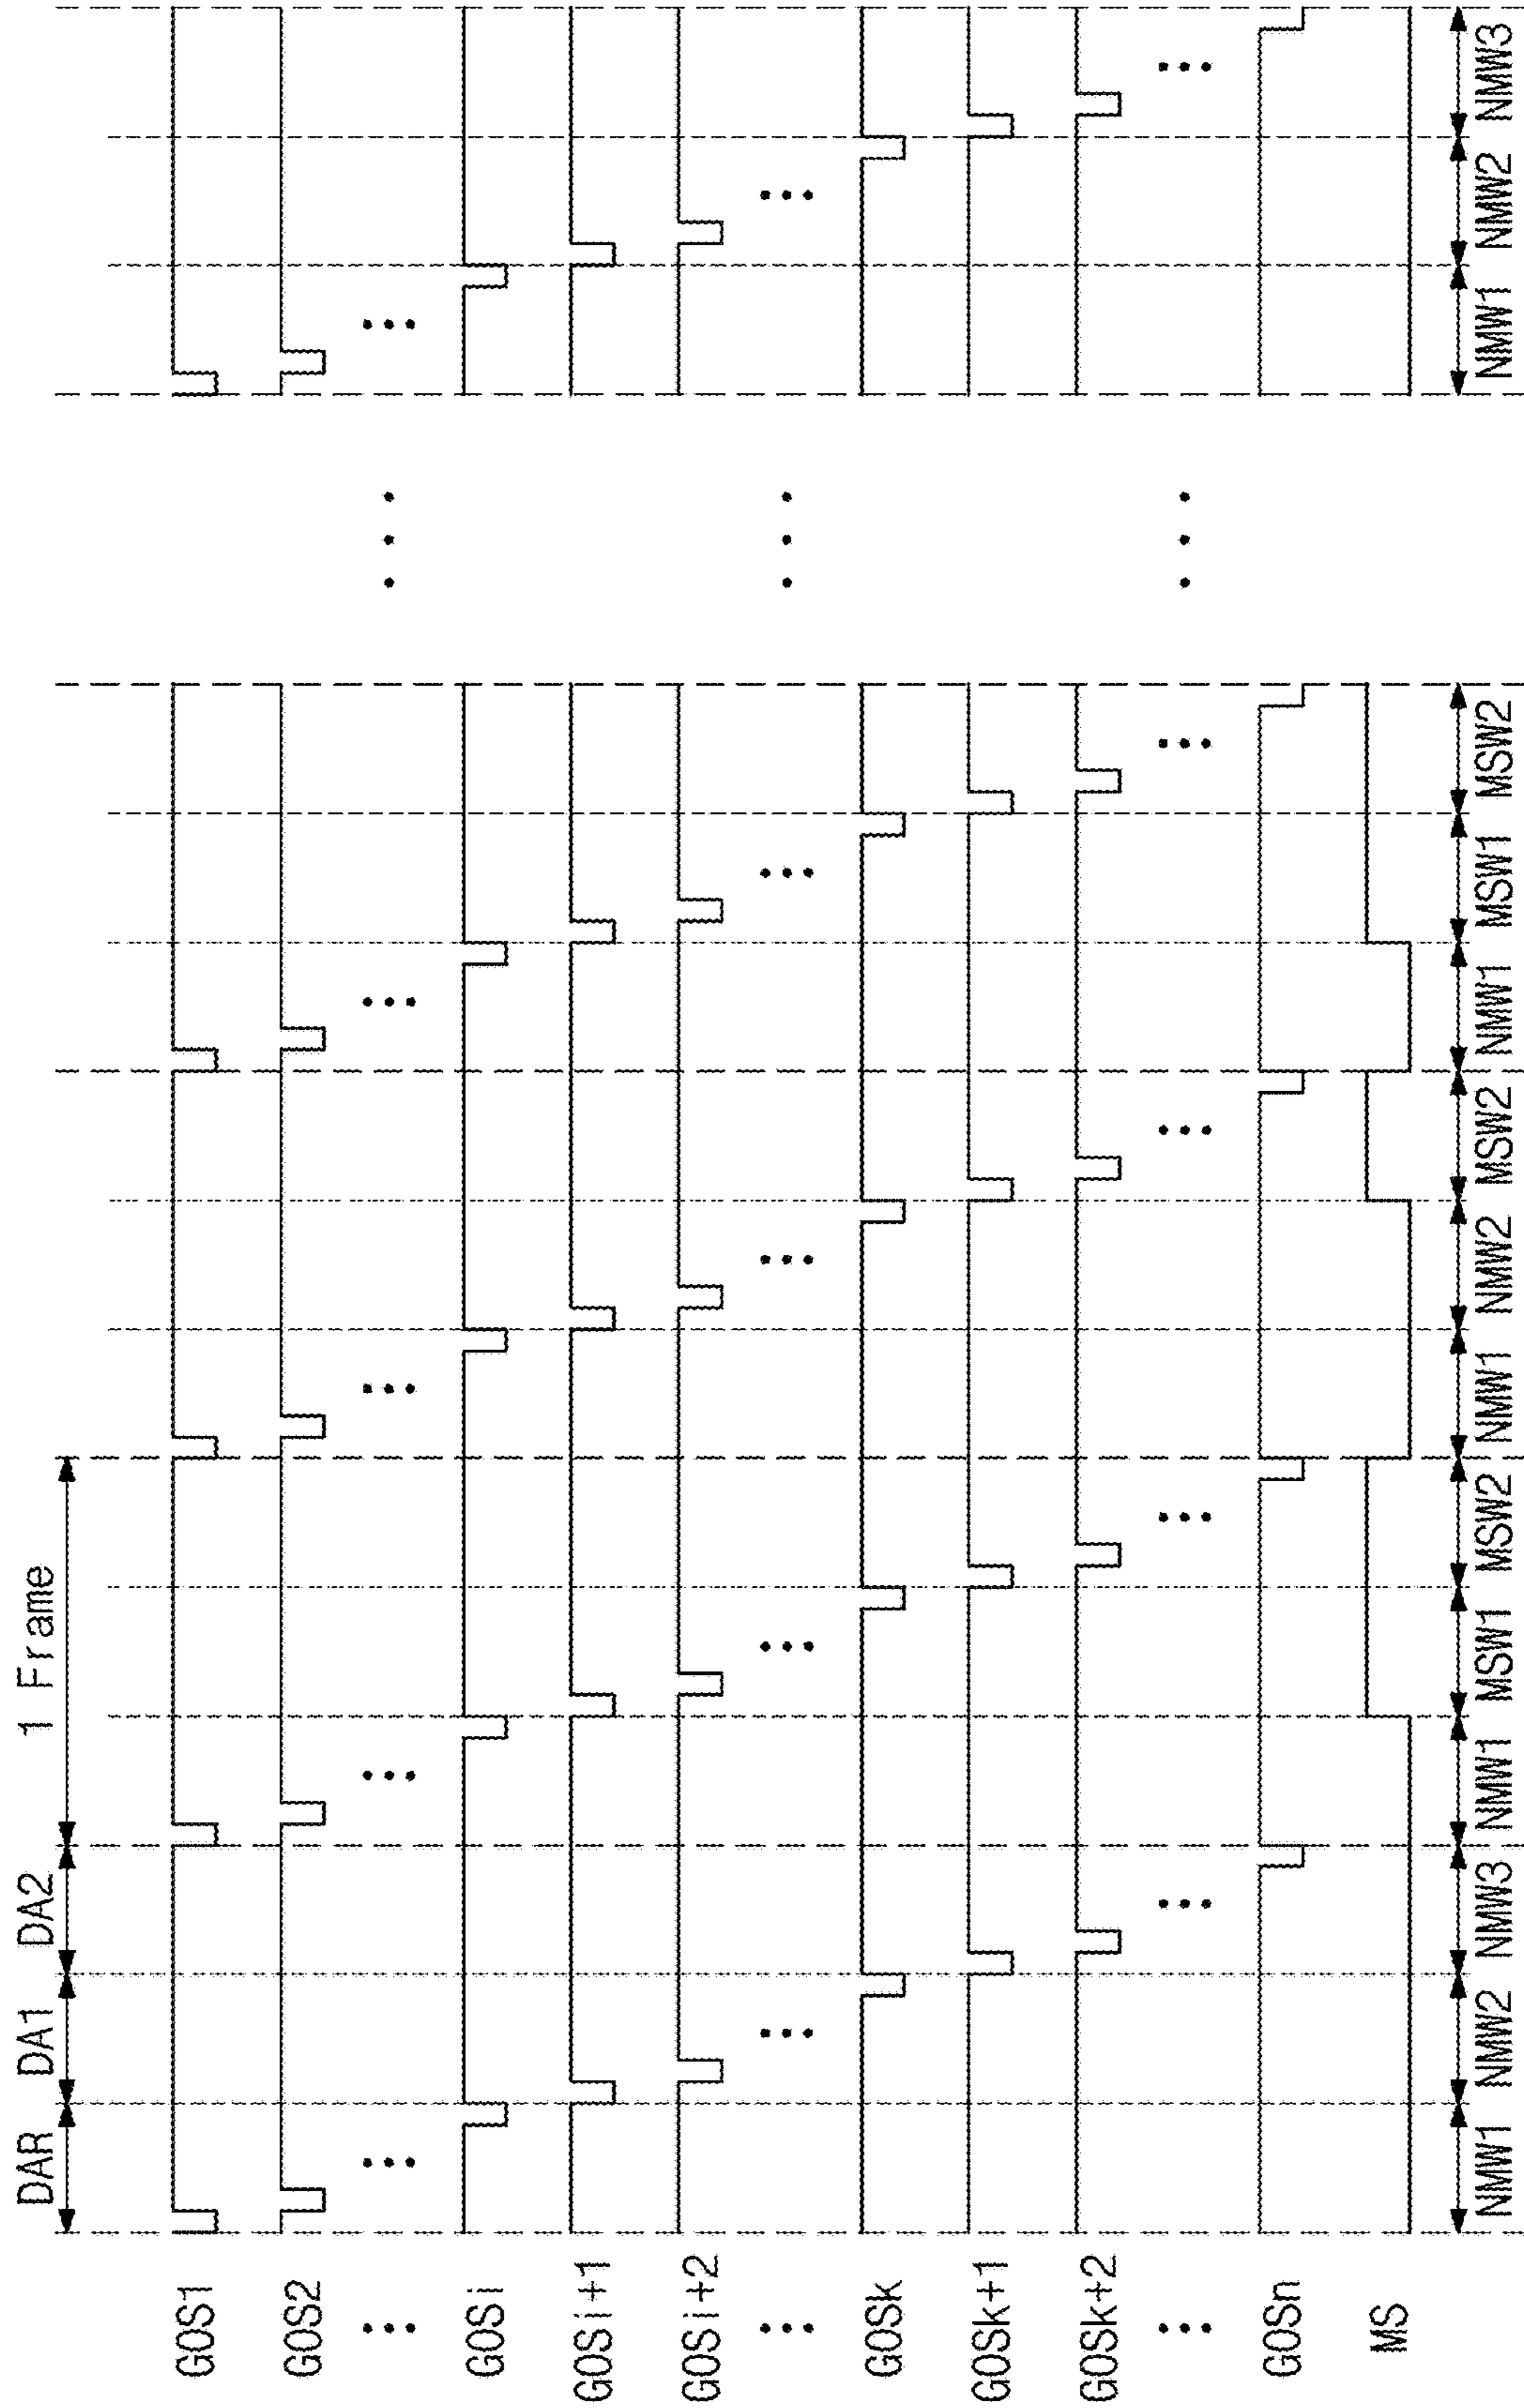 DAR DA1 DA2 1 Frame
GOS1
GOS2
⋮
GOSi
GOSi+1
GOSi+2
⋮
GOSk
GOSk+1
GOSk+2
⋮
GOSn
MS
NMW1 NMW2 NMW3 NMW1 MSW1 MSW2 NMW1 NMW2 MSW2 NMW1 MSW1 MSW2 NMW1 NMW2 NMW3